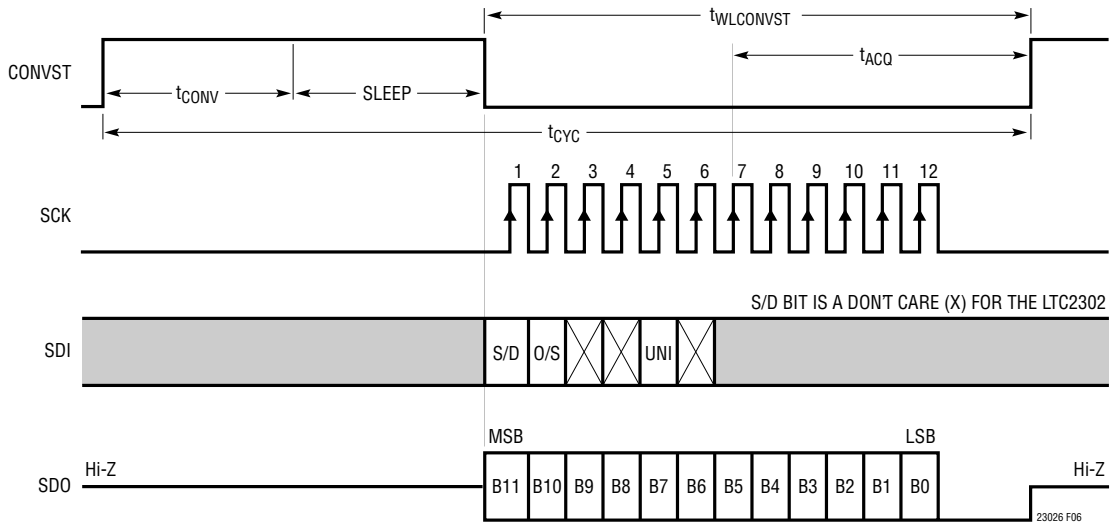 tWLCONVST
CONVST
tACQ
tCONV
SLEEP
tCYC
1 2 3 4 5 6 7 8 9 10 11 12
SCK
S/D BIT IS A DON'T CARE (X) FOR THE LTC2302
SDI
S/D O/S UNI
MSB LSB
Hi-Z Hi-Z
SDO
B11 B10 B9 B8 B7 B6 B5 B4 B3 B2 B1 B0
23026 F06